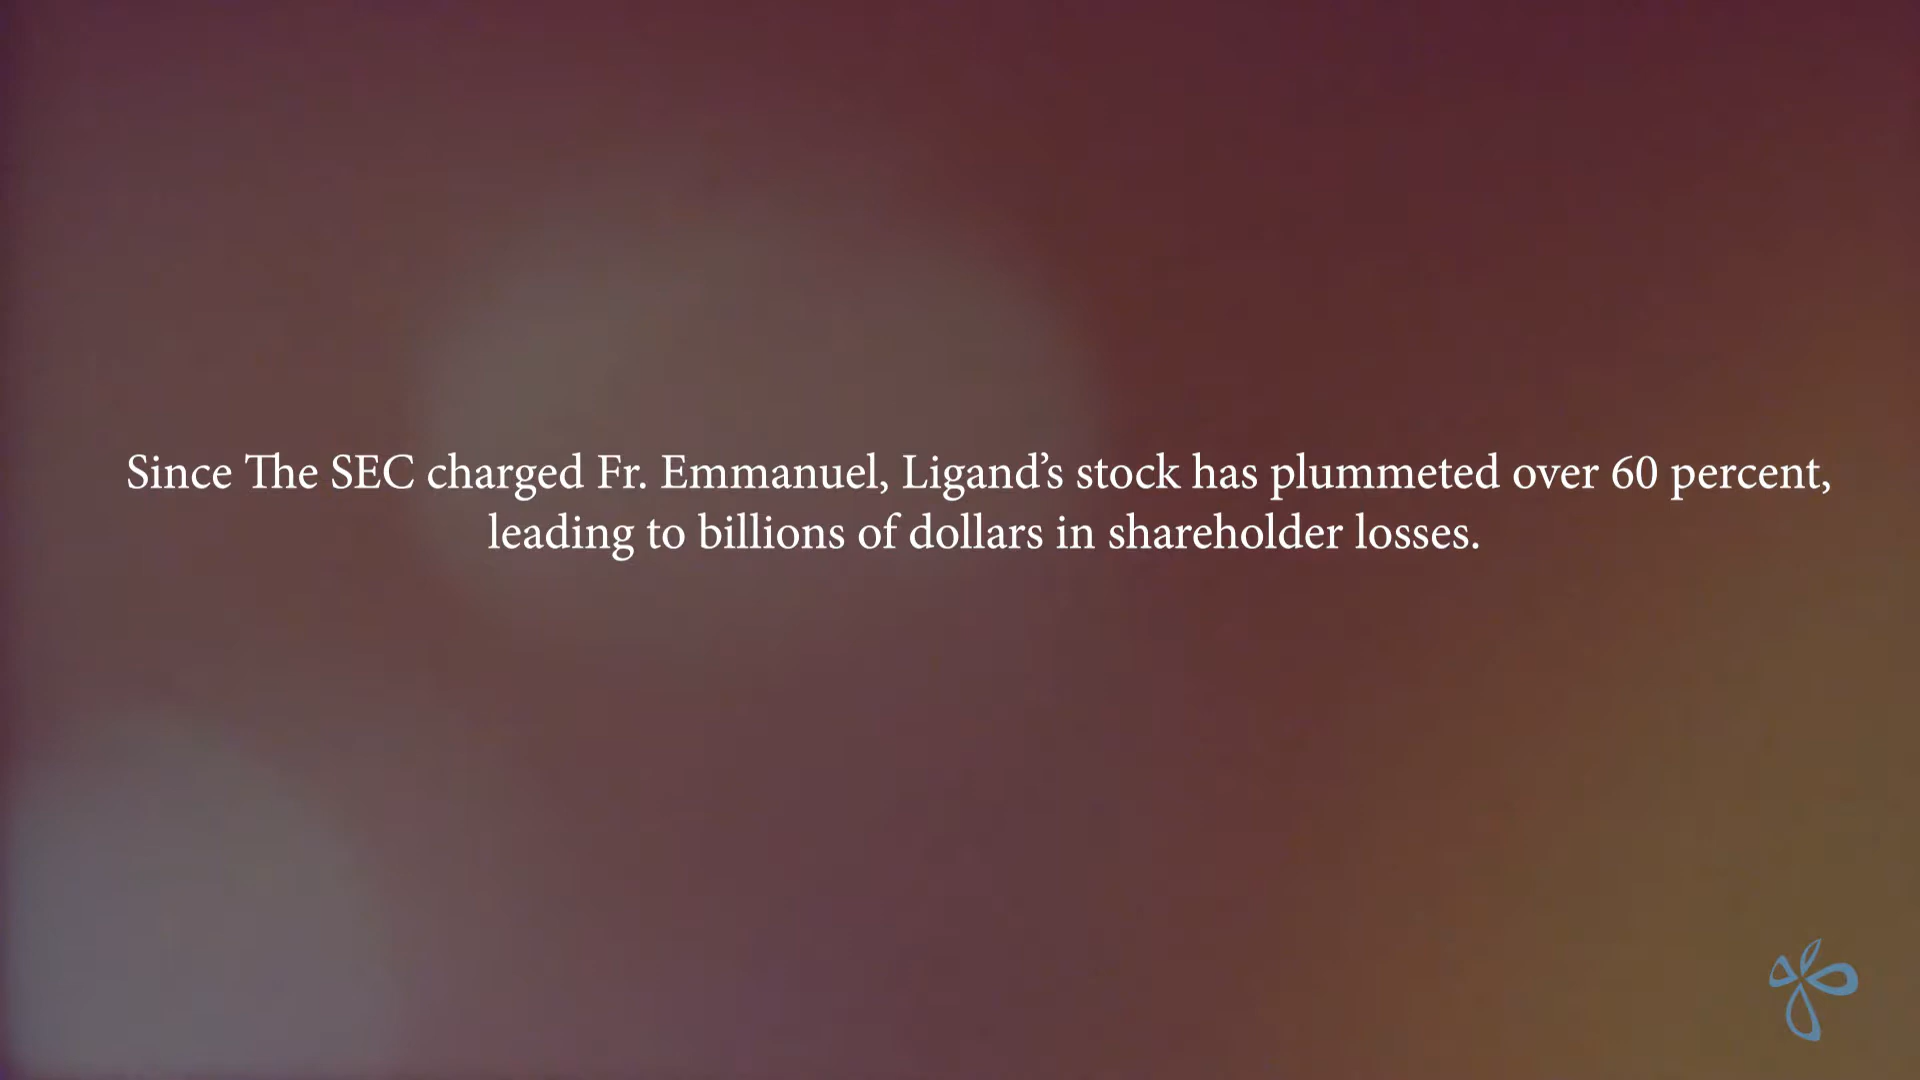 Since The SEC charged Fr. Emmanuel, Ligand’s stock has plummeted over 60 percent,
leading to billions of dollars in shareholder losses.